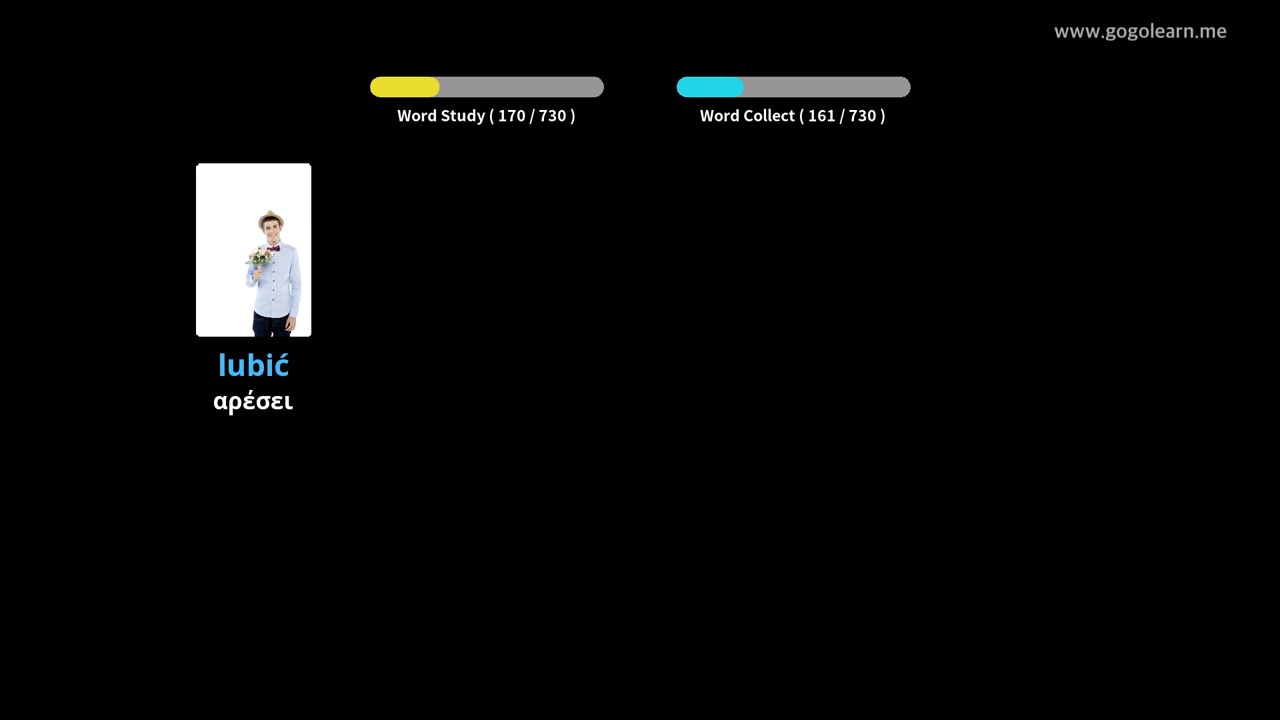 www.gogolearn.me
Word Study ( 170 / 730 )
Word Collect ( 161 / 730 )
lubić
αρέσει